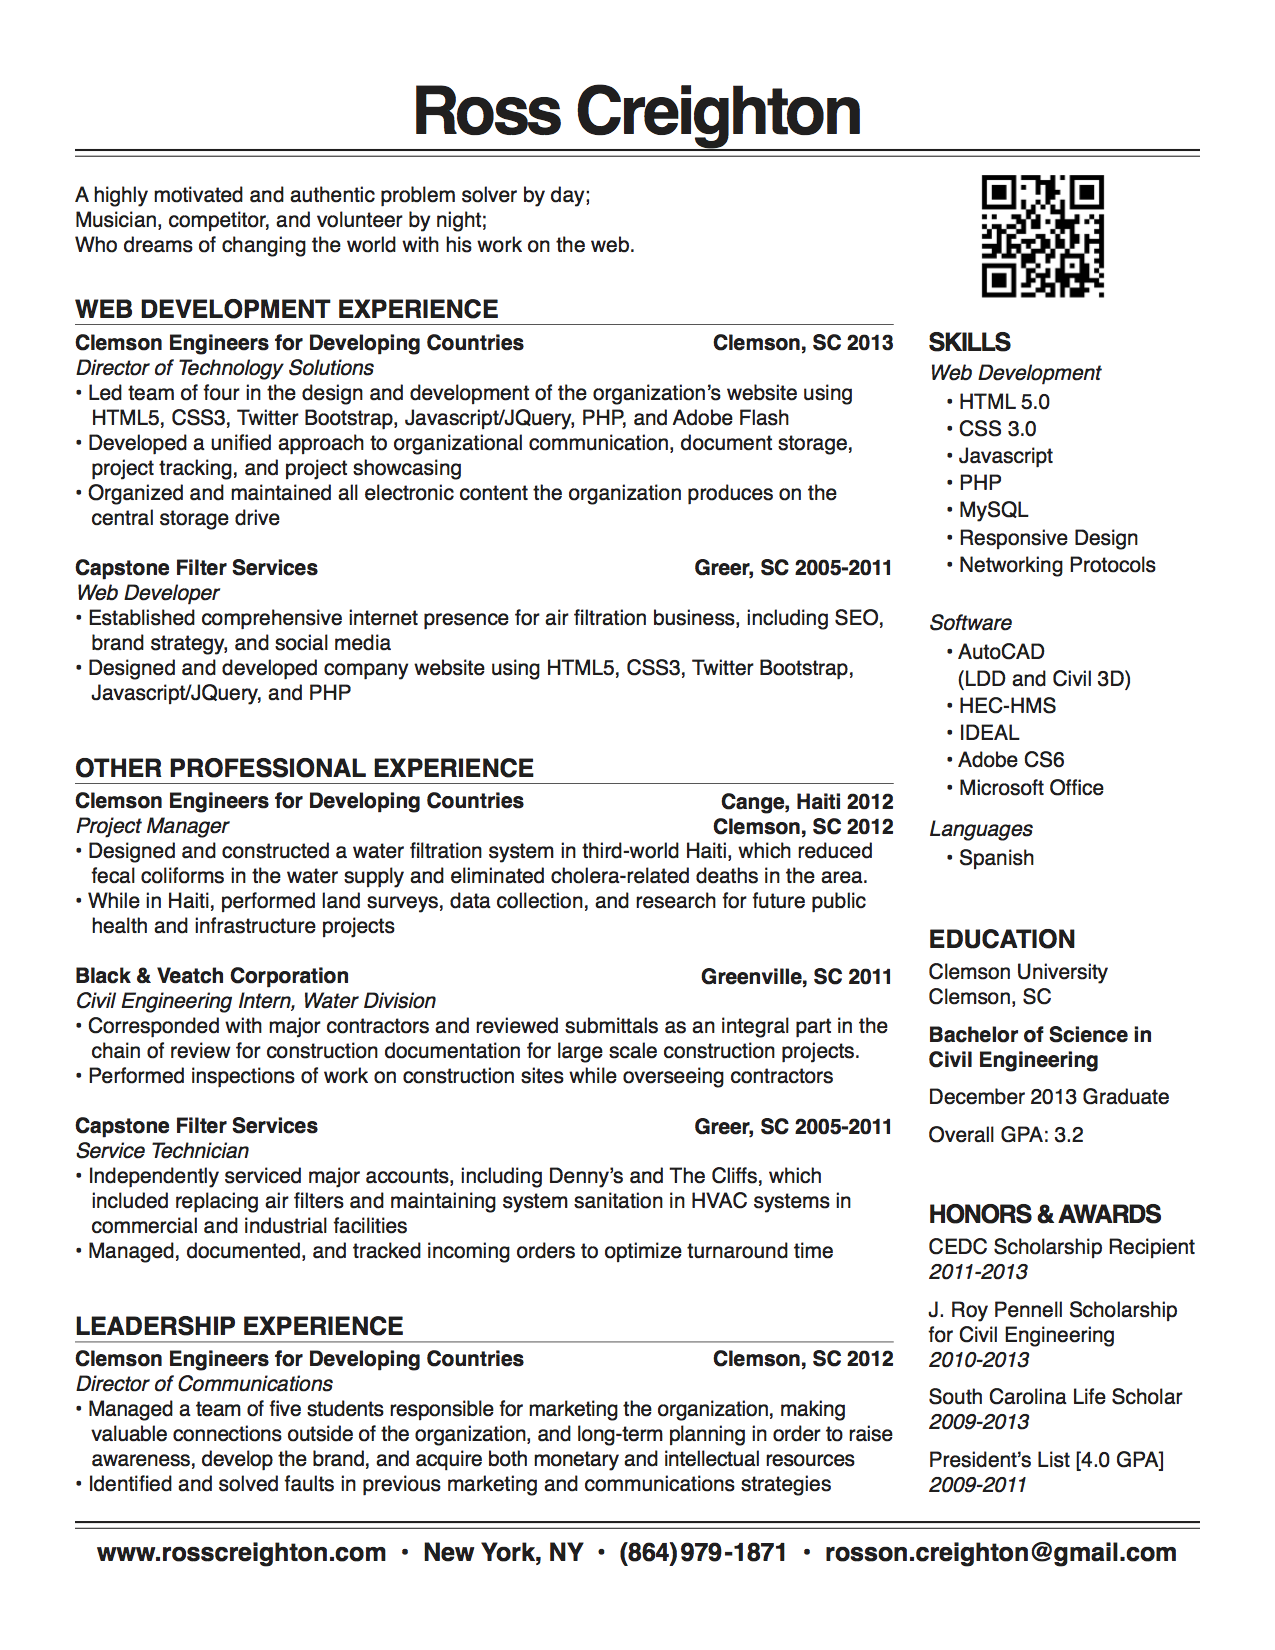 Ross Creighton
A highly motivated and authentic problem solver by day;
Musician, competitor, and volunteer by night;
Who dreams of changing the world with his work on the web.
WEB DEVELOPMENT EXPERIENCE
Clemson Engineers for Developing Countries Clemson, SC 2013
Director of Technology Solutions
• Led team of four in the design and development of the organization’s website using
HTML5, CSS3, Twitter Bootstrap, Javascript/JQuery, PHP, and Adobe Flash
• Developed a unified approach to organizational communication, document storage,
project tracking, and project showcasing
• Organized and maintained all electronic content the organization produces on the
central storage drive
Capstone Filter Services Greer, SC 2005-2011
Web Developer
• Established comprehensive internet presence for air filtration business, including SEO,
brand strategy, and social media
• Designed and developed company website using HTML5, CSS3, Twitter Bootstrap,
Javascript/JQuery, and PHP
OTHER PROFESSIONAL EXPERIENCE
Clemson Engineers for Developing Countries Cange, Haiti 2012
Project Manager Clemson, SC 2012
• Designed and constructed a water filtration system in third-world Haiti, which reduced
fecal coliforms in the water supply and eliminated cholera-related deaths in the area.
• While in Haiti, performed land surveys, data collection, and research for future public
health and infrastructure projects
Black & Veatch Corporation Greenville, SC 2011
Civil Engineering Intern, Water Division
• Corresponded with major contractors and reviewed submittals as an integral part in the
chain of review for construction documentation for large scale construction projects.
• Performed inspections of work on construction sites while overseeing contractors
Capstone Filter Services Greer, SC 2005-2011
Service Technician
• Independently serviced major accounts, including Denny’s and The Cliffs, which
included replacing air filters and maintaining system sanitation in HVAC systems in
commercial and industrial facilities
• Managed, documented, and tracked incoming orders to optimize turnaround time
LEADERSHIP EXPERIENCE
Clemson Engineers for Developing Countries Clemson, SC 2012
Director of Communications
• Managed a team of five students responsible for marketing the organization, making
valuable connections outside of the organization, and long-term planning in order to raise
awareness, develop the brand, and acquire both monetary and intellectual resources
• Identified and solved faults in previous marketing and communications strategies
SKILLS
Web Development
• HTML 5.0
• CSS 3.0
• Javascript
• PHP
• MySQL
• Responsive Design
• Networking Protocols
Software
• AutoCAD
(LDD and Civil 3D)
• HEC-HMS
• IDEAL
• Adobe CS6
• Microsoft Office
Languages
• Spanish
EDUCATION
Clemson University
Clemson, SC
Bachelor of Science in
Civil Engineering
December 2013 Graduate
Overall GPA: 3.2
HONORS & AWARDS
CEDC Scholarship Recipient
2011-2013
J. Roy Pennell Scholarship
for Civil Engineering
2010-2013
South Carolina Life Scholar
2009-2013
President’s List [4.0 GPA]
2009-2011
www.rosscreighton.com • New York, NY • (864) 979-1871 • rosson.creighton@gmail.com